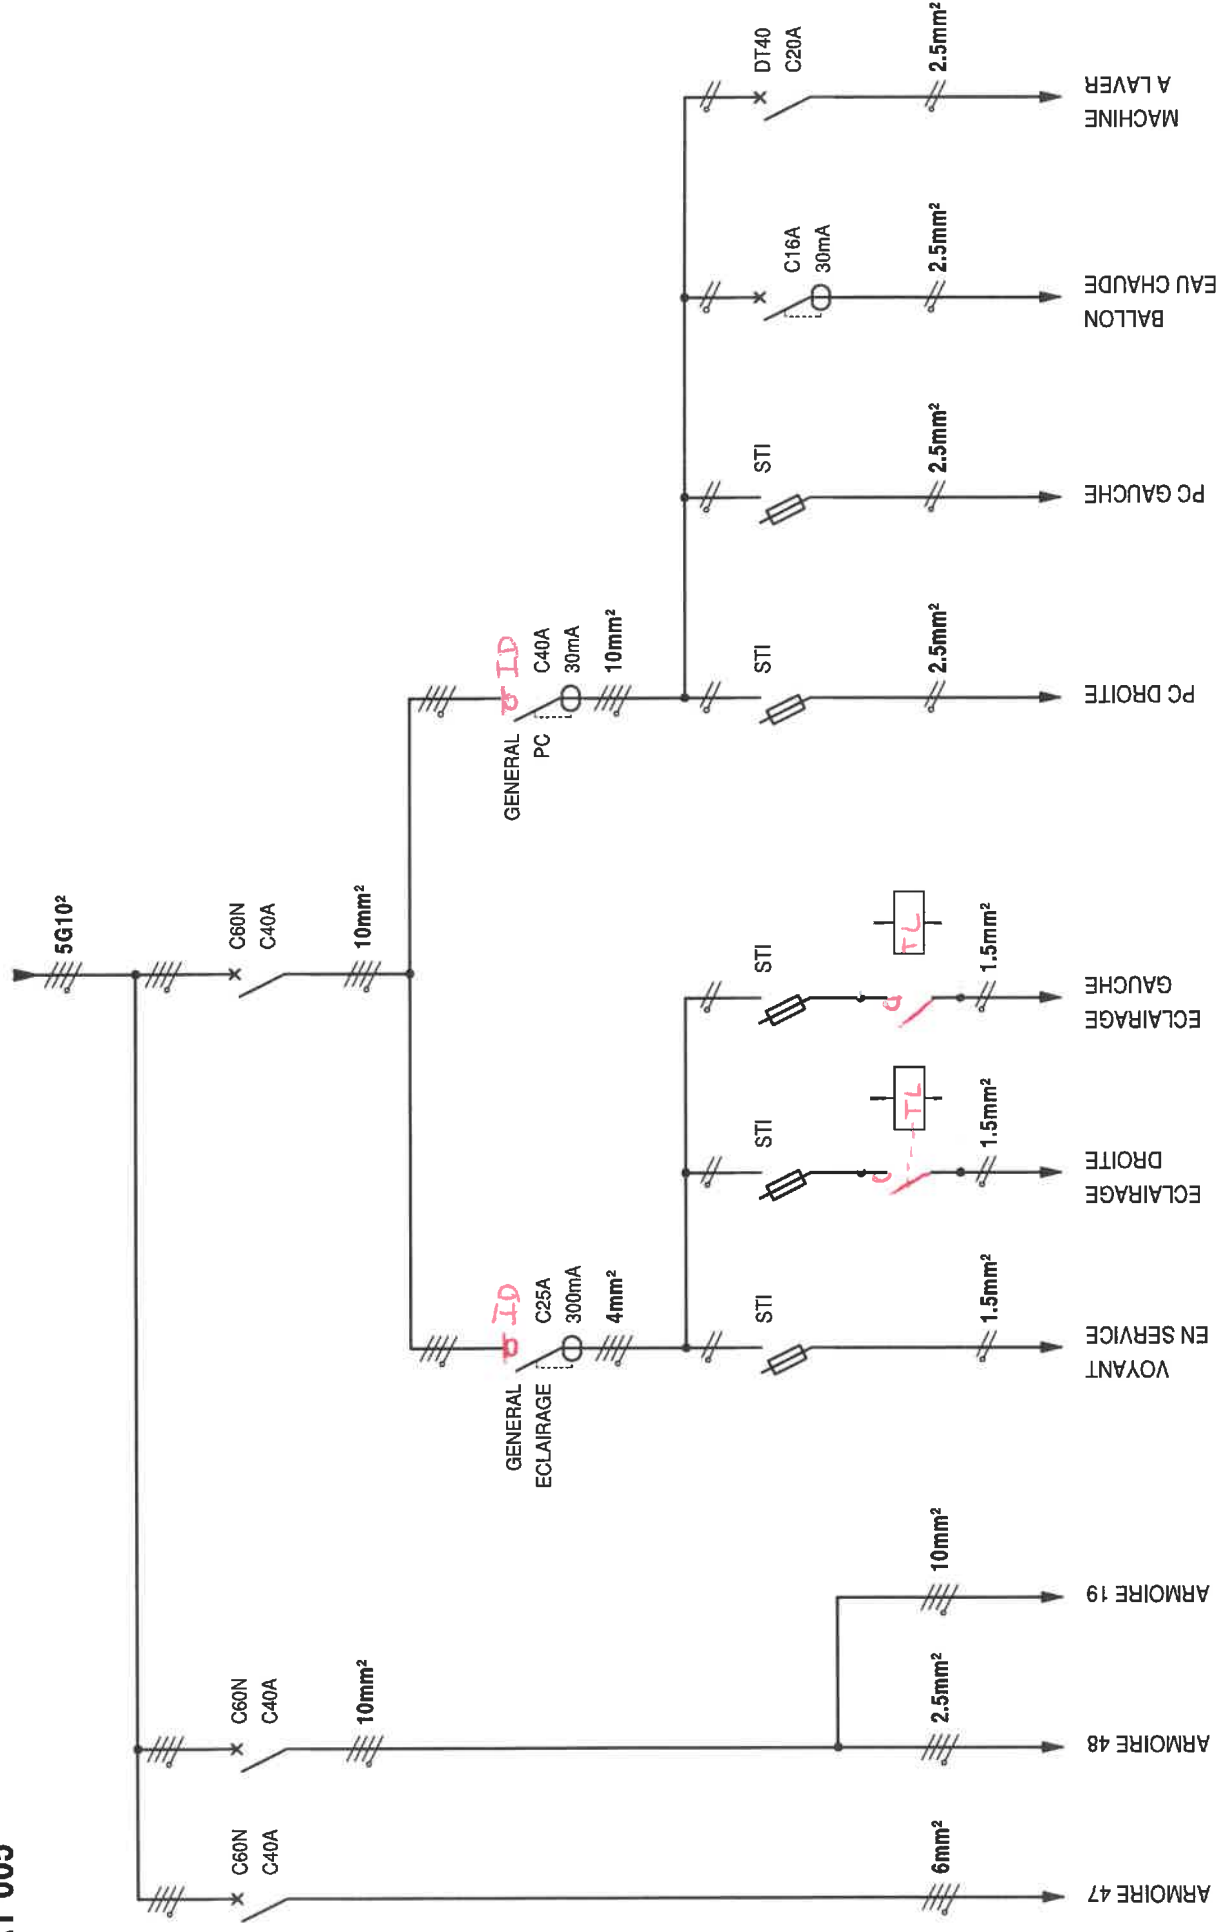 5G10²
C60N
C40A
10mm²
C60N
C40A
10mm²
C60N
C40A
GENERAL
PC
ID
C40A
30mA
10mm²
GENERAL
ECLAIRAGE
ID
C25A
300mA
4mm²
DT40
C20A
2.5mm²
MACHINE
A LAVER
C16A
30mA
2.5mm²
BALLON
EAU CHAUDE
STI
2.5mm²
PC GAUCHE
STI
2.5mm²
PC DROITE
STI
TL
1.5mm²
ECLAIRAGE
GAUCHE
STI
TL
1.5mm²
ECLAIRAGE
DROITE
STI
1.5mm²
VOYANT
EN SERVICE
10mm²
ARMOIRE 19
2.5mm²
ARMOIRE 48
6mm²
ARMOIRE 47